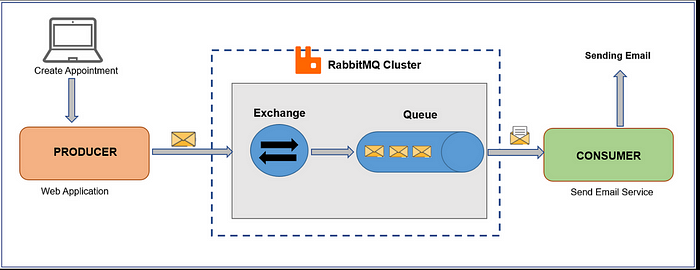 Create Appointment
PRODUCER
Web Application
RabbitMQ Cluster
Exchange
Queue
Sending Email
CONSUMER
Send Email Service